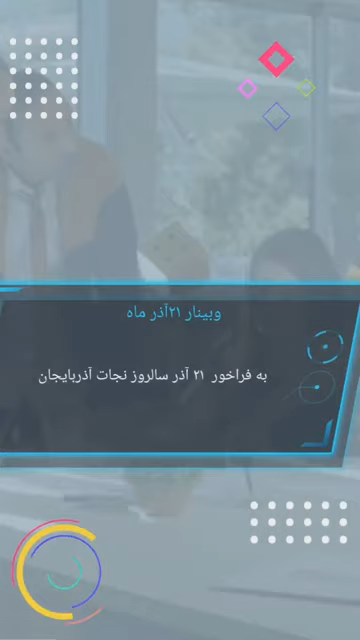 وبینار ۲۱آذر ماه
به فراخور ۲۱ آذر سالروز نجات آذربایجان